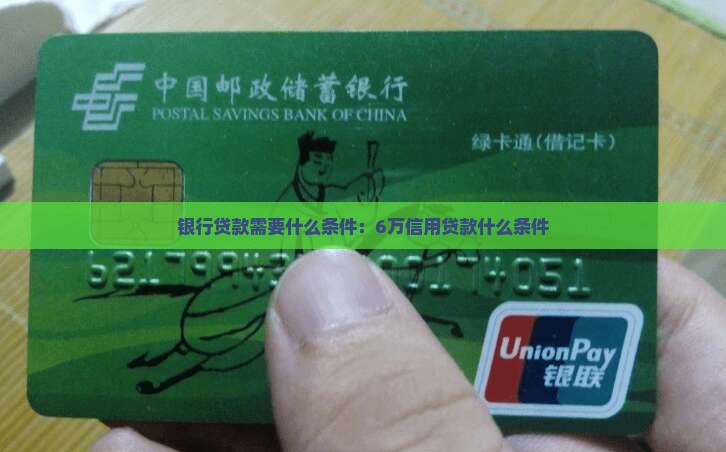 中国邮政储蓄银行
POSTAL SAVINGS BANK OF CHINA
绿卡通(借记卡)
银行贷款需要什么条件：6万信用贷款什么条件
UnionPay
银联